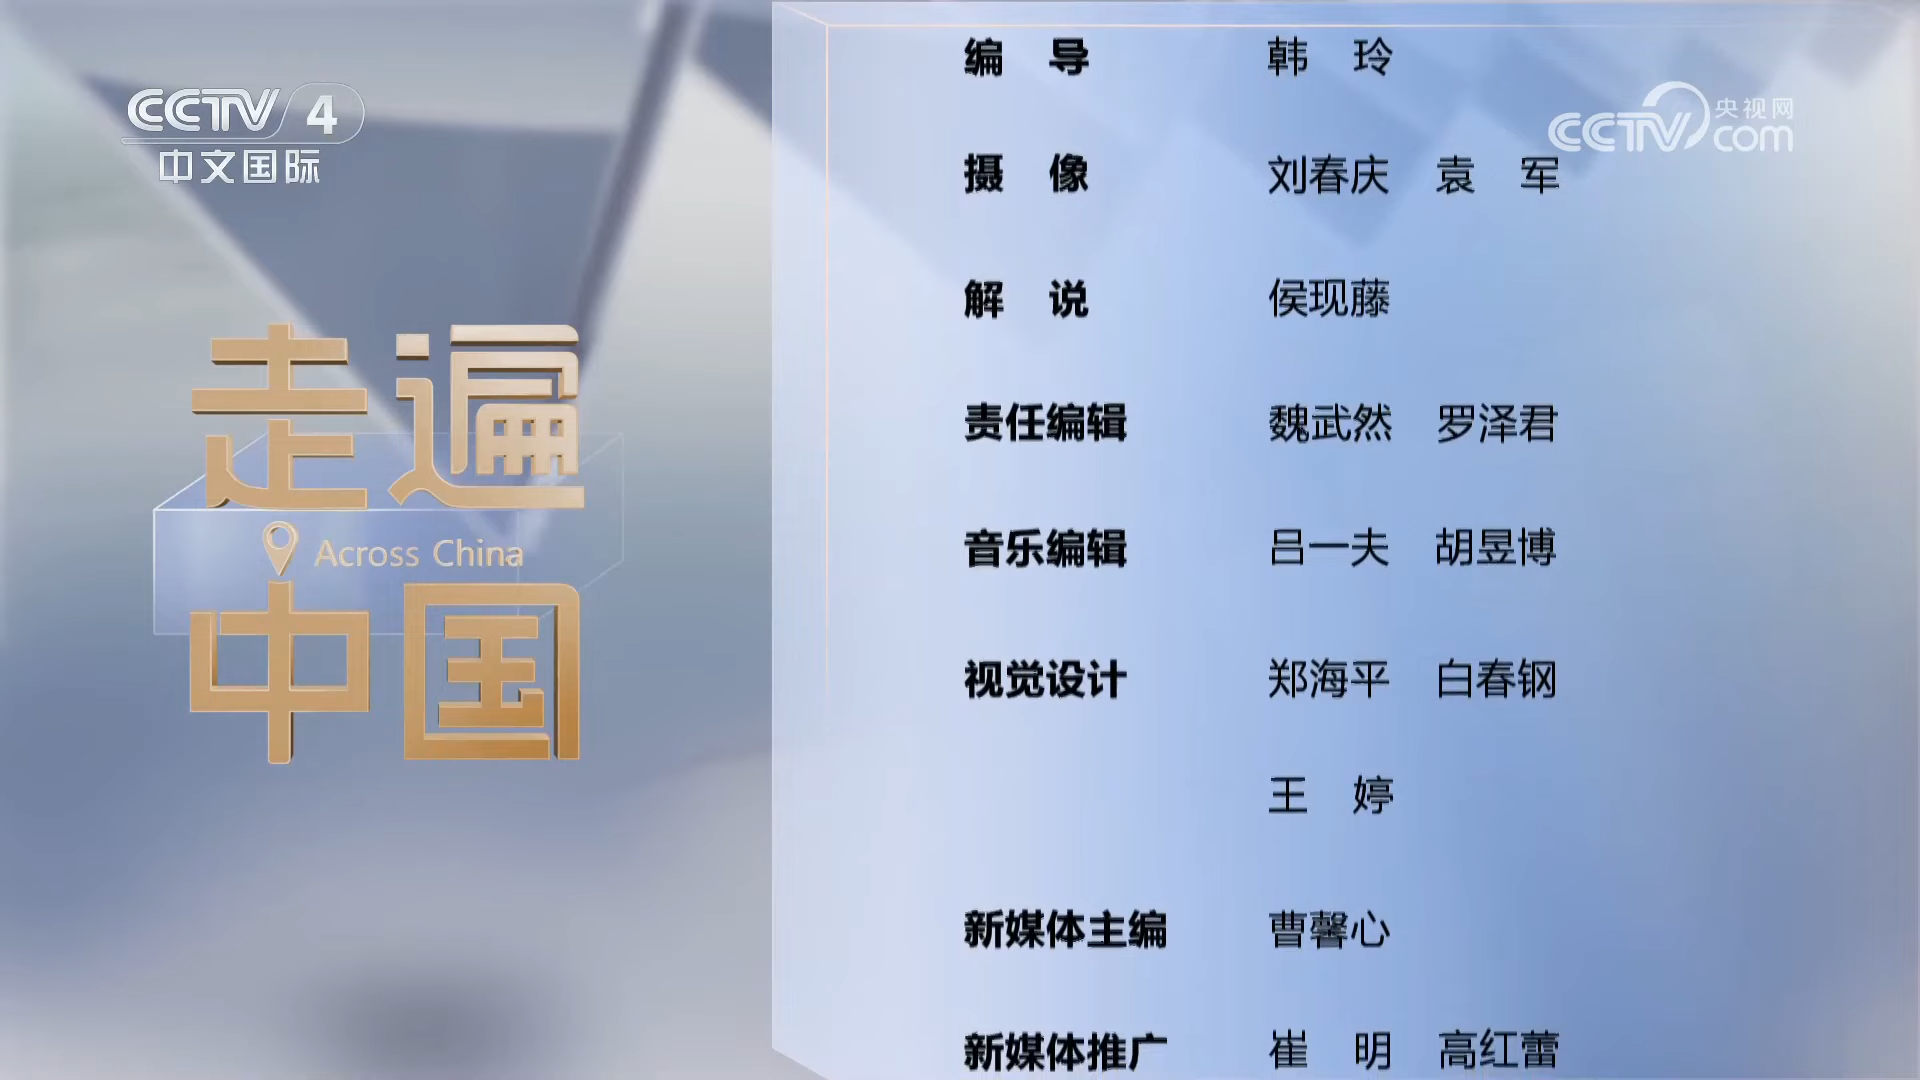 CCTV 4
中文国际
央视网
CCTV.com
走遍
Across China
中国
编 导 韩 玲
摄 像 刘春庆 袁 军
解 说 侯现藤
责任编辑 魏武然 罗泽君
音乐编辑 吕一夫 胡昱博
视觉设计 郑海平 白春钢
王 婷
新媒体主编 曹馨心
新媒体推广 崔 明 高红蕾